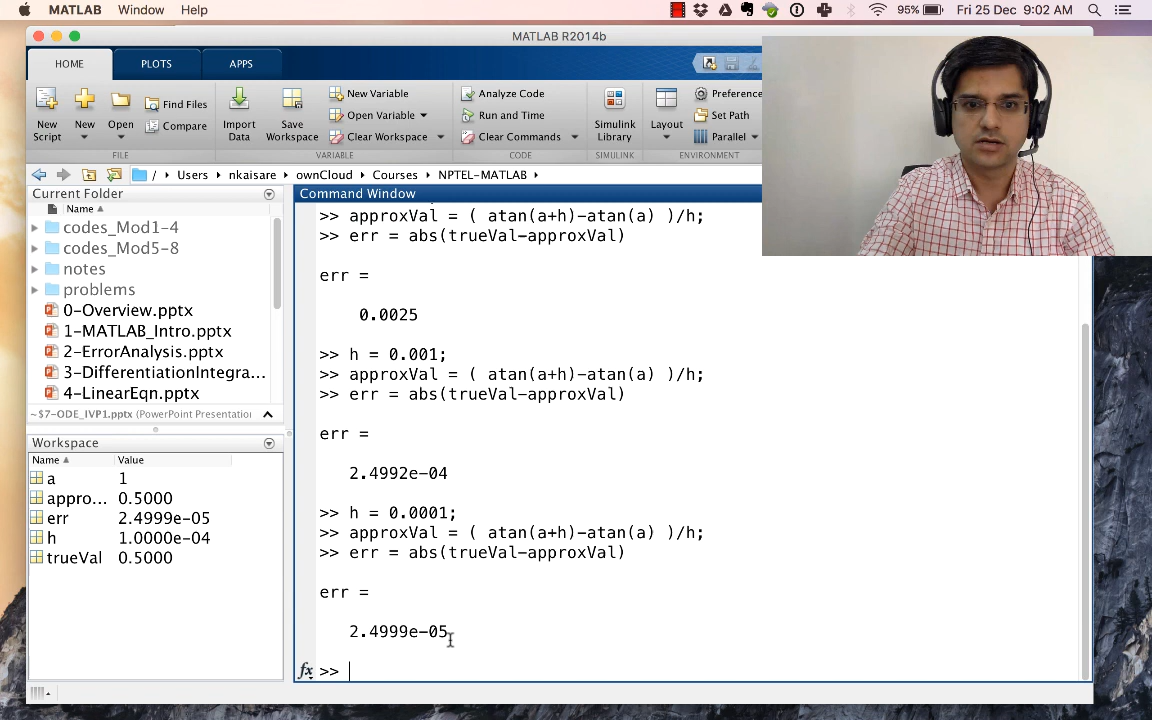 MATLAB Window Help 95% Fri 25 Dec 9:02 AM
MATLAB R2014b
HOME PLOTS APPS
New Script
New
Open
Find Files
Compare
Import Data
Save Workspace
New Variable
Open Variable
Clear Workspace
Analyze Code
Run and Time
Clear Commands
Simulink Library
Layout
Preference
Set Path
Parallel
FILE VARIABLE CODE SIMULINK ENVIRONMENT
/ Users nkaisare ownCloud Courses NPTEL-MATLAB
Current Folder
Name
codes_Mod1-4
codes_Mod5-8
notes
problems
0-Overview.pptx
1-MATLAB_Intro.pptx
2-ErrorAnalysis.pptx
3-DifferentiationIntegra...
4-LinearEqn.pptx
~$7-ODE_IVP1.pptx (PowerPoint Presentatio
Workspace
Name Value
a 1
appro... 0.5000
err 2.4999e-05
h 1.0000e-04
trueVal 0.5000
Command Window
>> approxVal = ( atan(a+h)-atan(a) )/h;
>> err = abs(trueVal-approxVal)
err =
0.0025
>> h = 0.001;
>> approxVal = ( atan(a+h)-atan(a) )/h;
>> err = abs(trueVal-approxVal)
err =
2.4992e-04
>> h = 0.0001;
>> approxVal = ( atan(a+h)-atan(a) )/h;
>> err = abs(trueVal-approxVal)
err =
2.4999e-05
fx >>